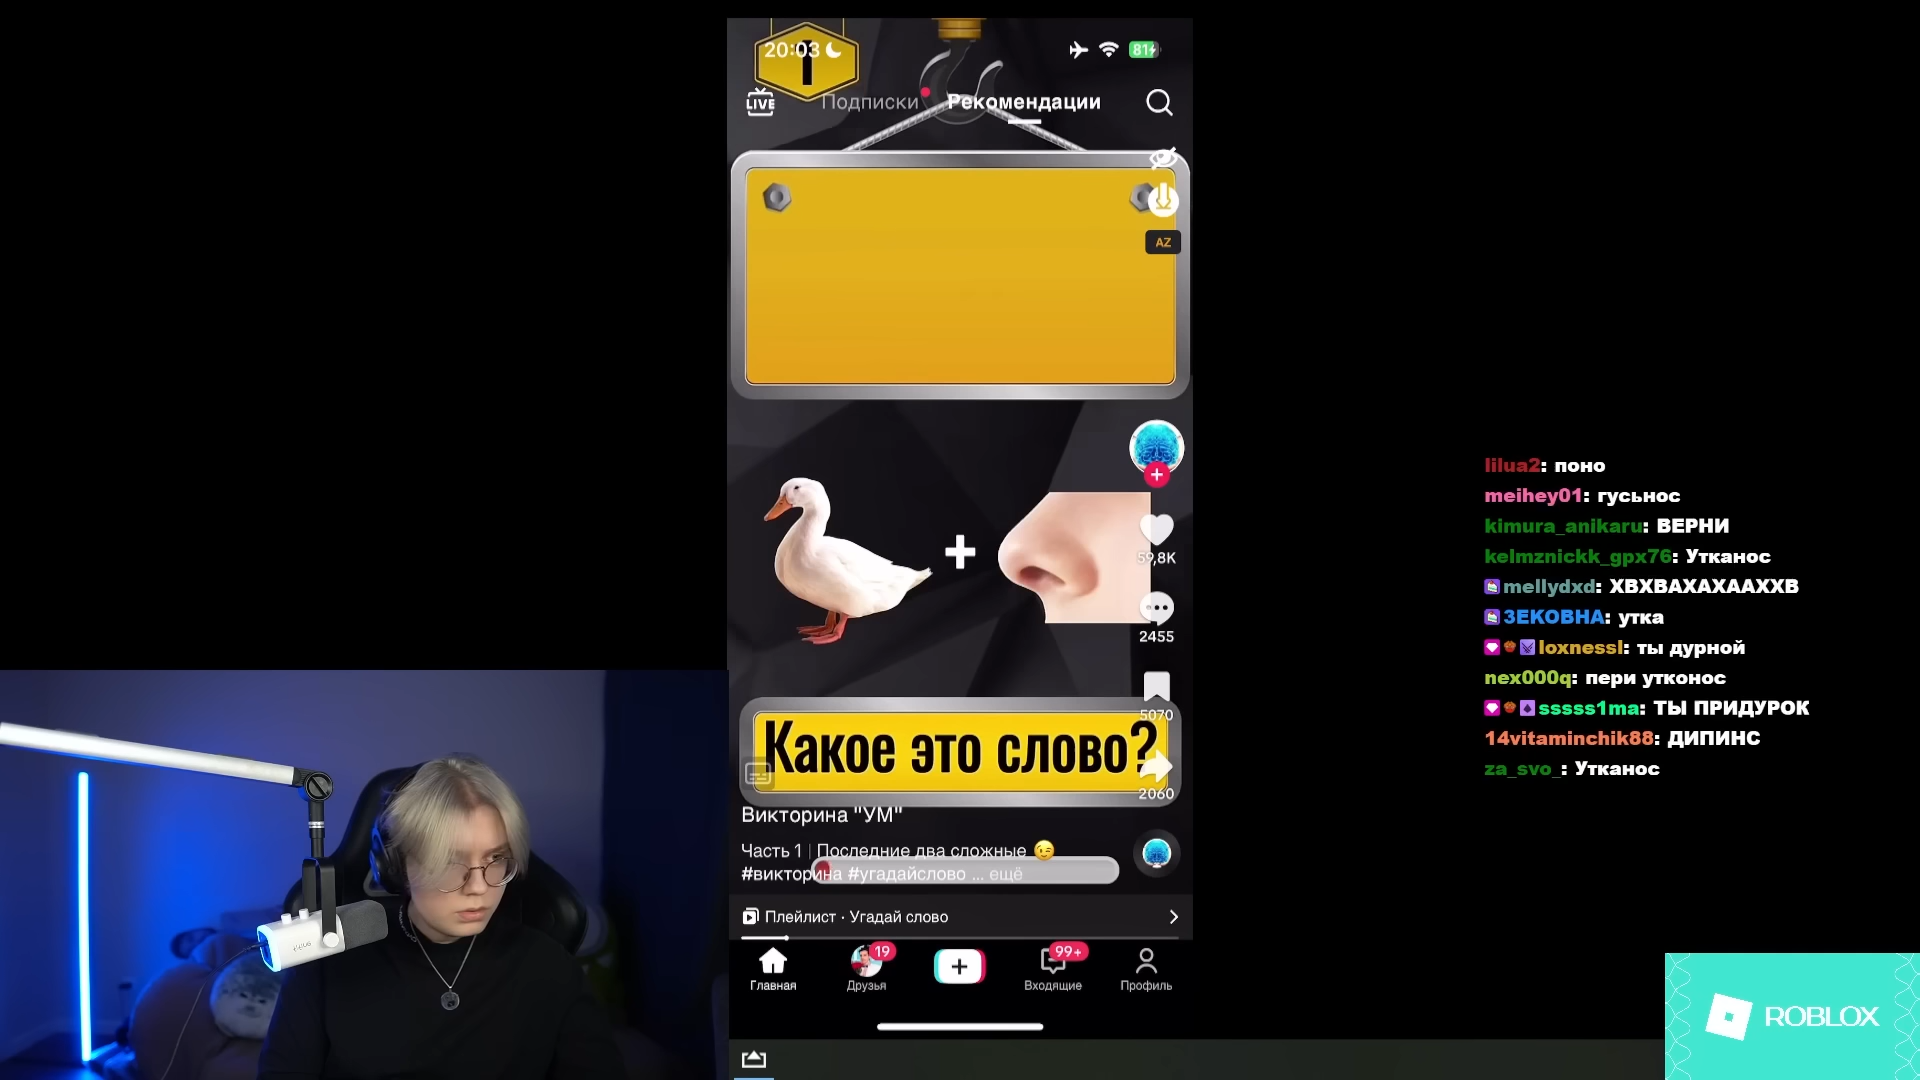 20:03
81
LIVE
Подписки
Рекомендации
AZ
59,8K
2455
5070
Какое это слово?
2060
Викторина "УМ"
Часть 1 | Последние два сложные 😉
#викторина #угадайслово ... ещё
Плейлист · Угадай слово
19
99+
Главная
Друзья
Входящие
Профиль
lilua2: поно
meihey01: гусьнос
kimura_anikaru: ВЕРНИ
kelmznickk_gpx76: Утканос
mellydxd: ХВХВАХАХААХХВ
ЗЕКОВНА: утка
loxnessl: ты дурной
nex000q: пери утконос
sssss1ma: ТЫ ПРИДУРОК
14vitaminchik88: ДИПИНС
za_svo_: Утканос
ROBLOX